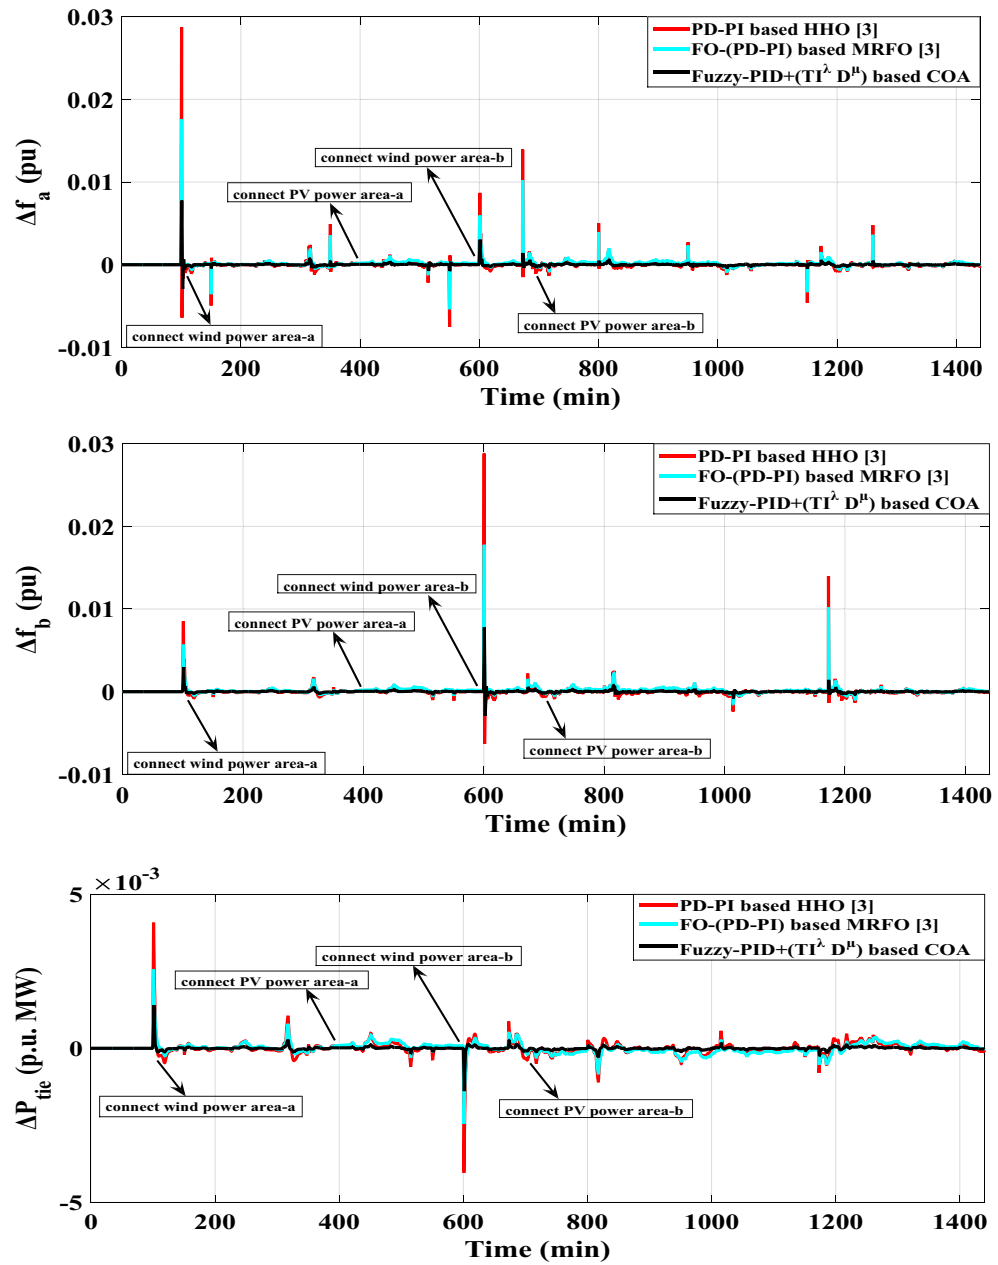 0.03
0.02
0.01
0
-0.01
Δf_a (pu)
PD-PI based HHO [3]
FO-(PD-PI) based MRFO [3]
Fuzzy-PID+(TI^λ D^μ) based COA
connect wind power area-b
connect PV power area-a
connect PV power area-b
connect wind power area-a
0 200 400 600 800 1000 1200 1400
Time (min)
0.03
0.02
0.01
0
-0.01
Δf_b (pu)
PD-PI based HHO [3]
FO-(PD-PI) based MRFO [3]
Fuzzy-PID+(TI^λ D^μ) based COA
connect wind power area-b
connect PV power area-a
connect PV power area-b
connect wind power area-a
0 200 400 600 800 1000 1200 1400
Time (min)
×10^-3
5
0
-5
ΔP_tie (p.u. MW)
PD-PI based HHO [3]
FO-(PD-PI) based MRFO [3]
Fuzzy-PID+(TI^λ D^μ) based COA
connect wind power area-b
connect PV power area-a
connect wind power area-a
connect PV power area-b
0 200 400 600 800 1000 1200 1400
Time (min)